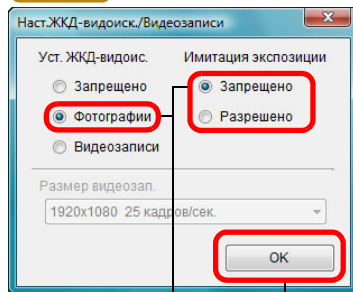 Наст.ЖКД-видоиск./Видеозаписи
Уст. ЖКД-видоис. Имитация экспозиции
Запрещено Запрещено
Фотографии Разрешено
Видеозаписи
Размер видеозап.
1920x1080 25 кадров/сек.
OK